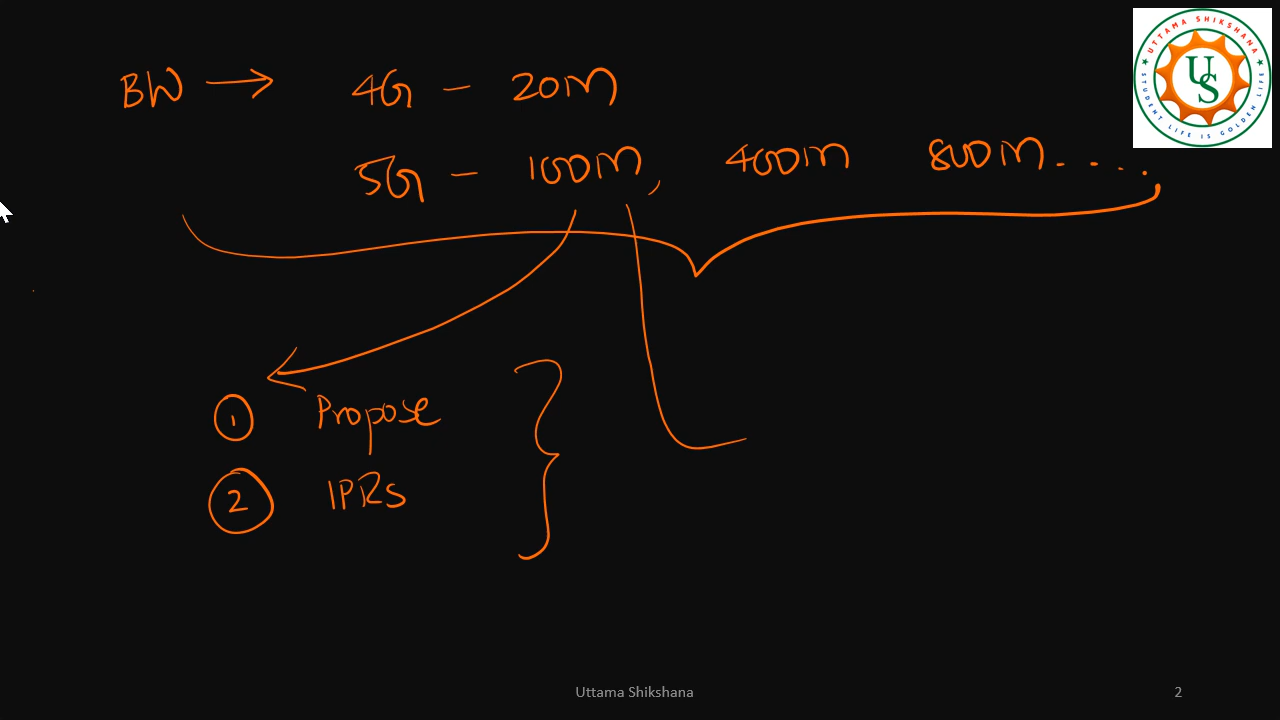 BW → 4G - 20M
5G - 100M, 400M 800M....
① Propose
② IPRs
UTTAMA SHIKSHANA
US
STUDENT LIFE IS GOLDEN LIFE
Uttama Shikshana
2